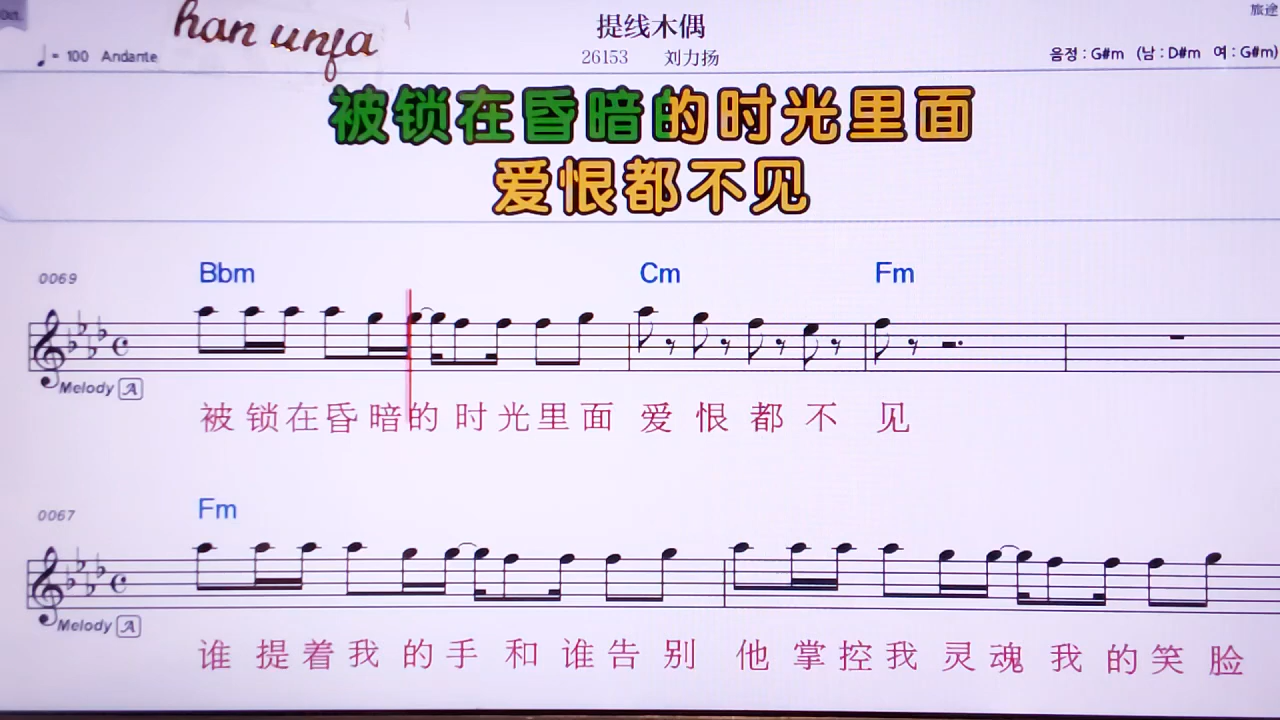 han unja
提线木偶
旅途
♩= 100 Andante
26153 刘力扬
음정 : G#m (남 : D#m 여 : G#m)
被锁在昏暗的时光里面
爱恨都不见
Bbm Cm Fm
0069
Melody A
被锁在昏暗的时光里面 爱恨都不见
Fm
0067
Melody A
谁提着我的手和谁告别 他掌控我灵魂我的笑脸